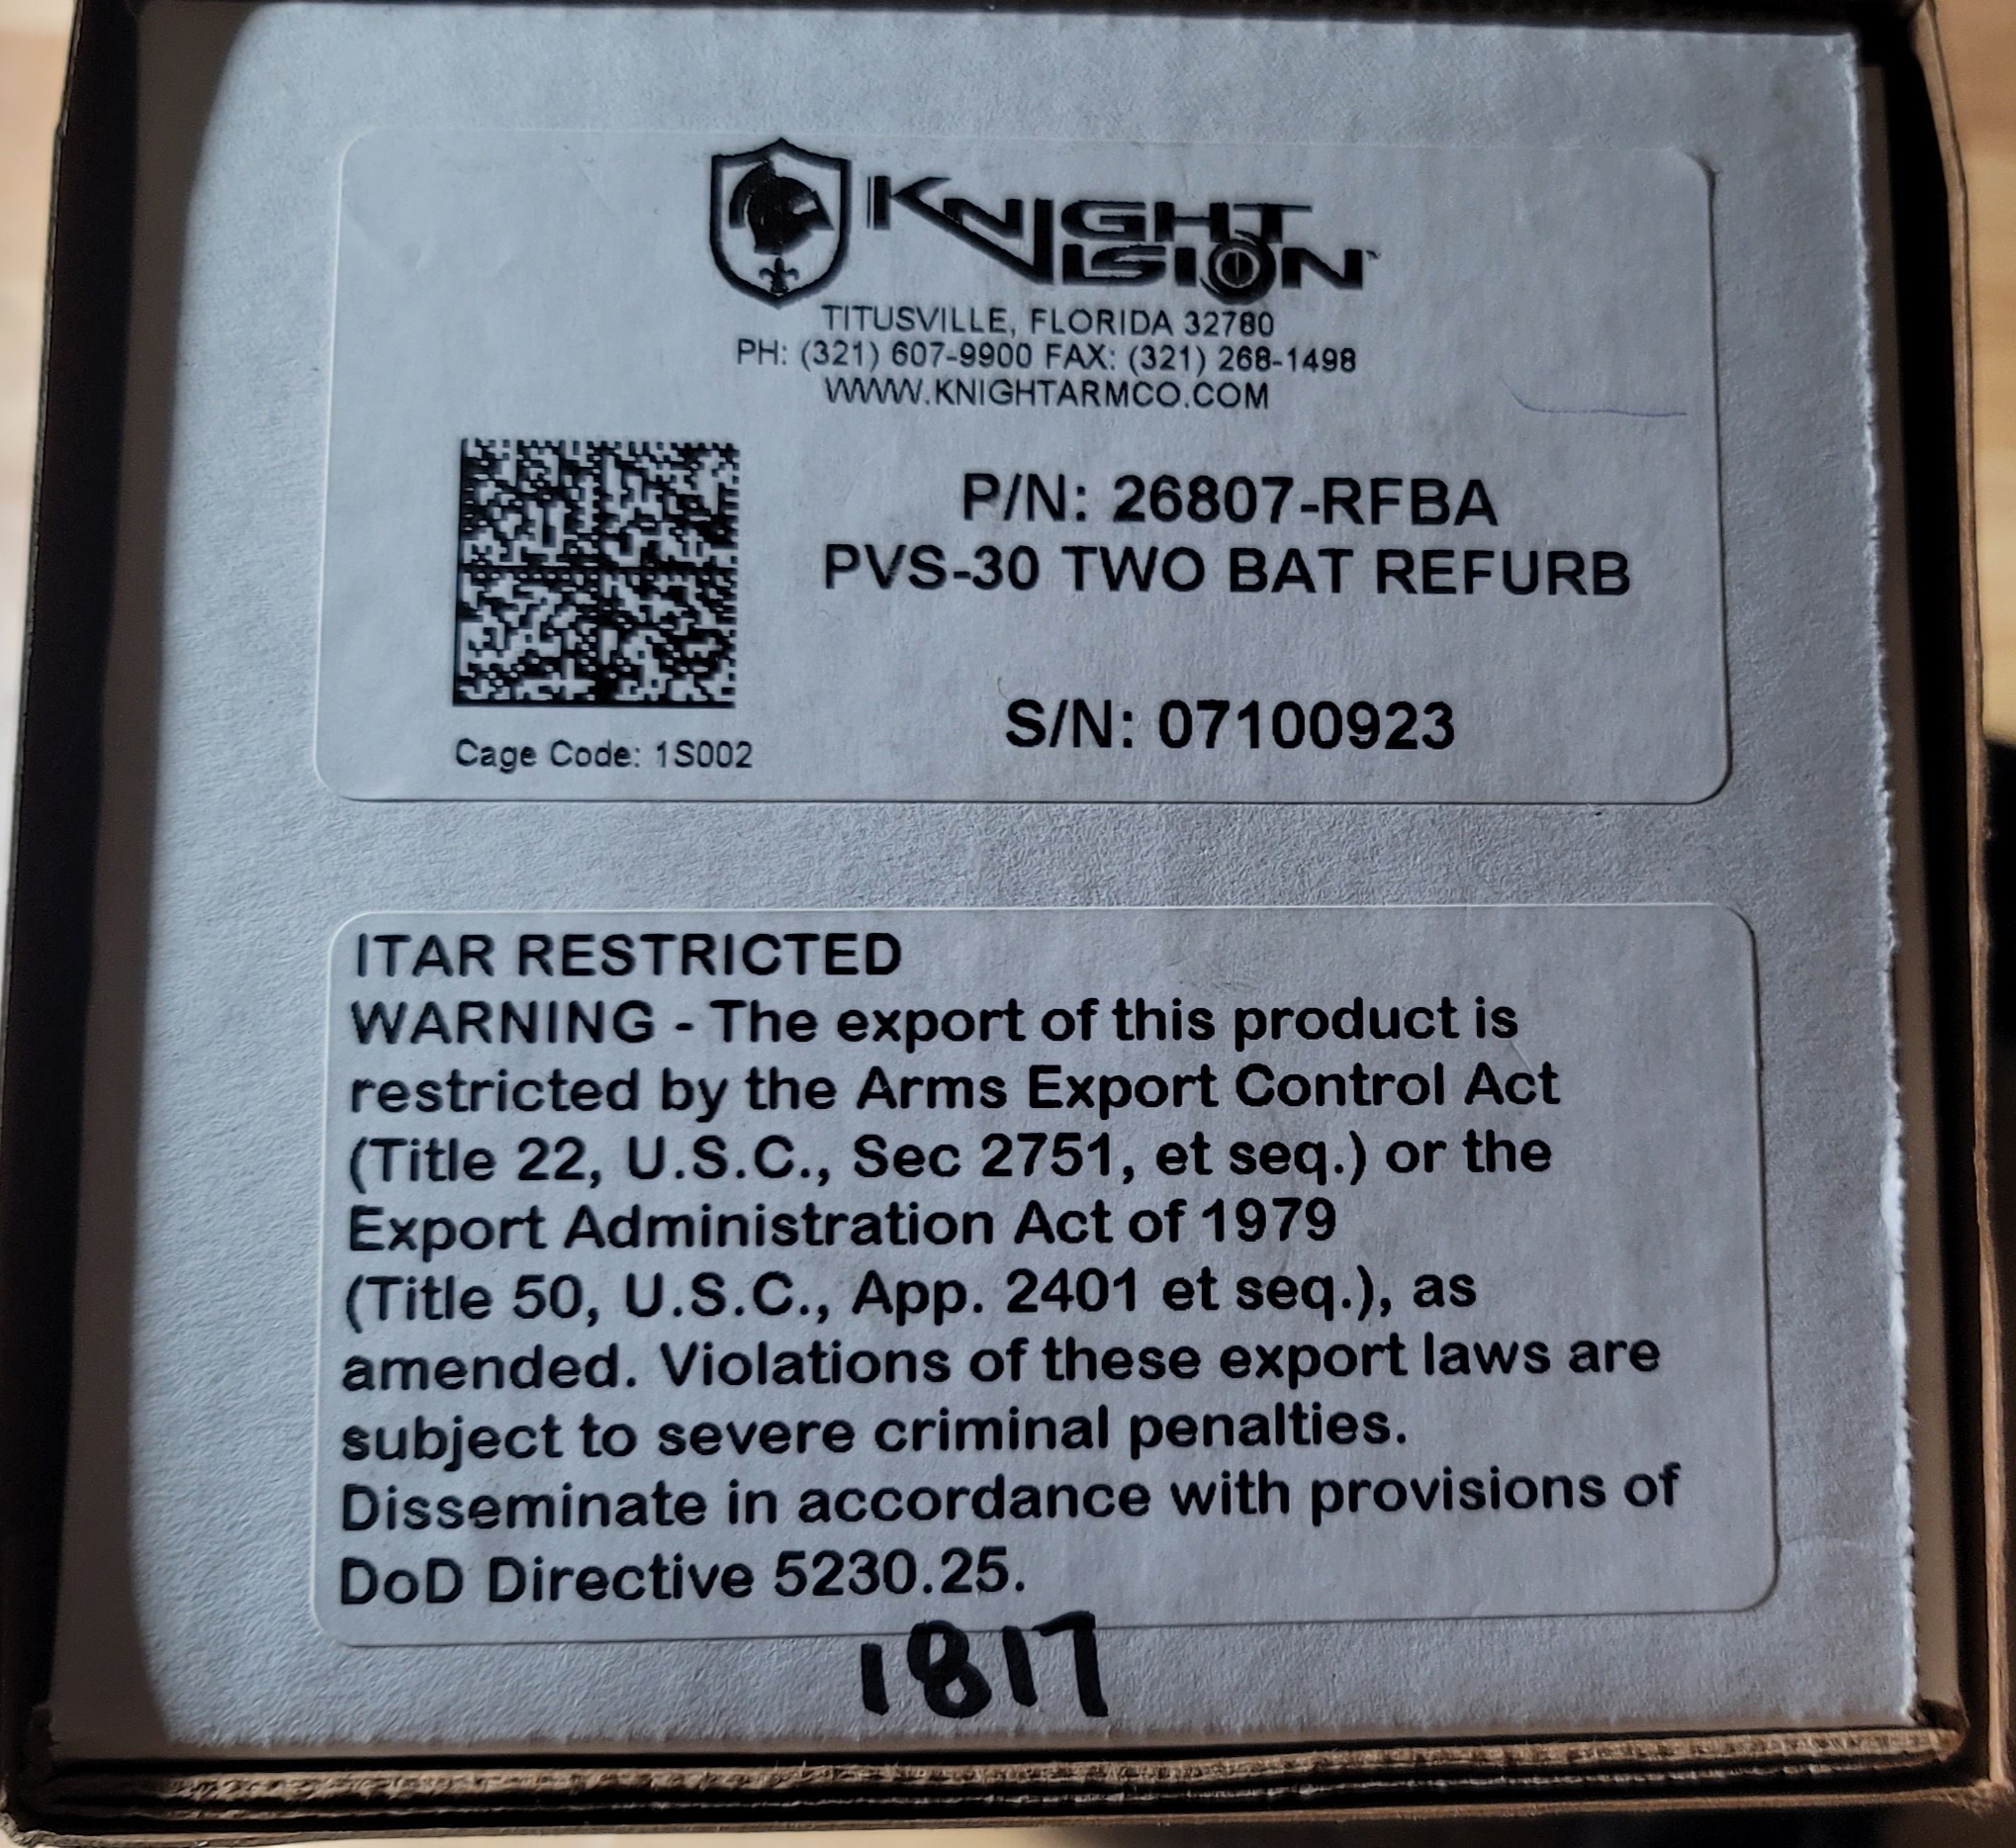 KNIGHT
VISION™
TITUSVILLE, FLORIDA 32780
PH: (321) 607-9900 FAX: (321) 268-1498
WWW.KNIGHTARMCO.COM
P/N: 26807-RFBA
PVS-30 TWO BAT REFURB
S/N: 07100923
Cage Code: 1S002
ITAR RESTRICTED
WARNING - The export of this product is
restricted by the Arms Export Control Act
(Title 22, U.S.C., Sec 2751, et seq.) or the
Export Administration Act of 1979
(Title 50, U.S.C., App. 2401 et seq.), as
amended. Violations of these export laws are
subject to severe criminal penalties.
Disseminate in accordance with provisions of
DoD Directive 5230.25.
1817